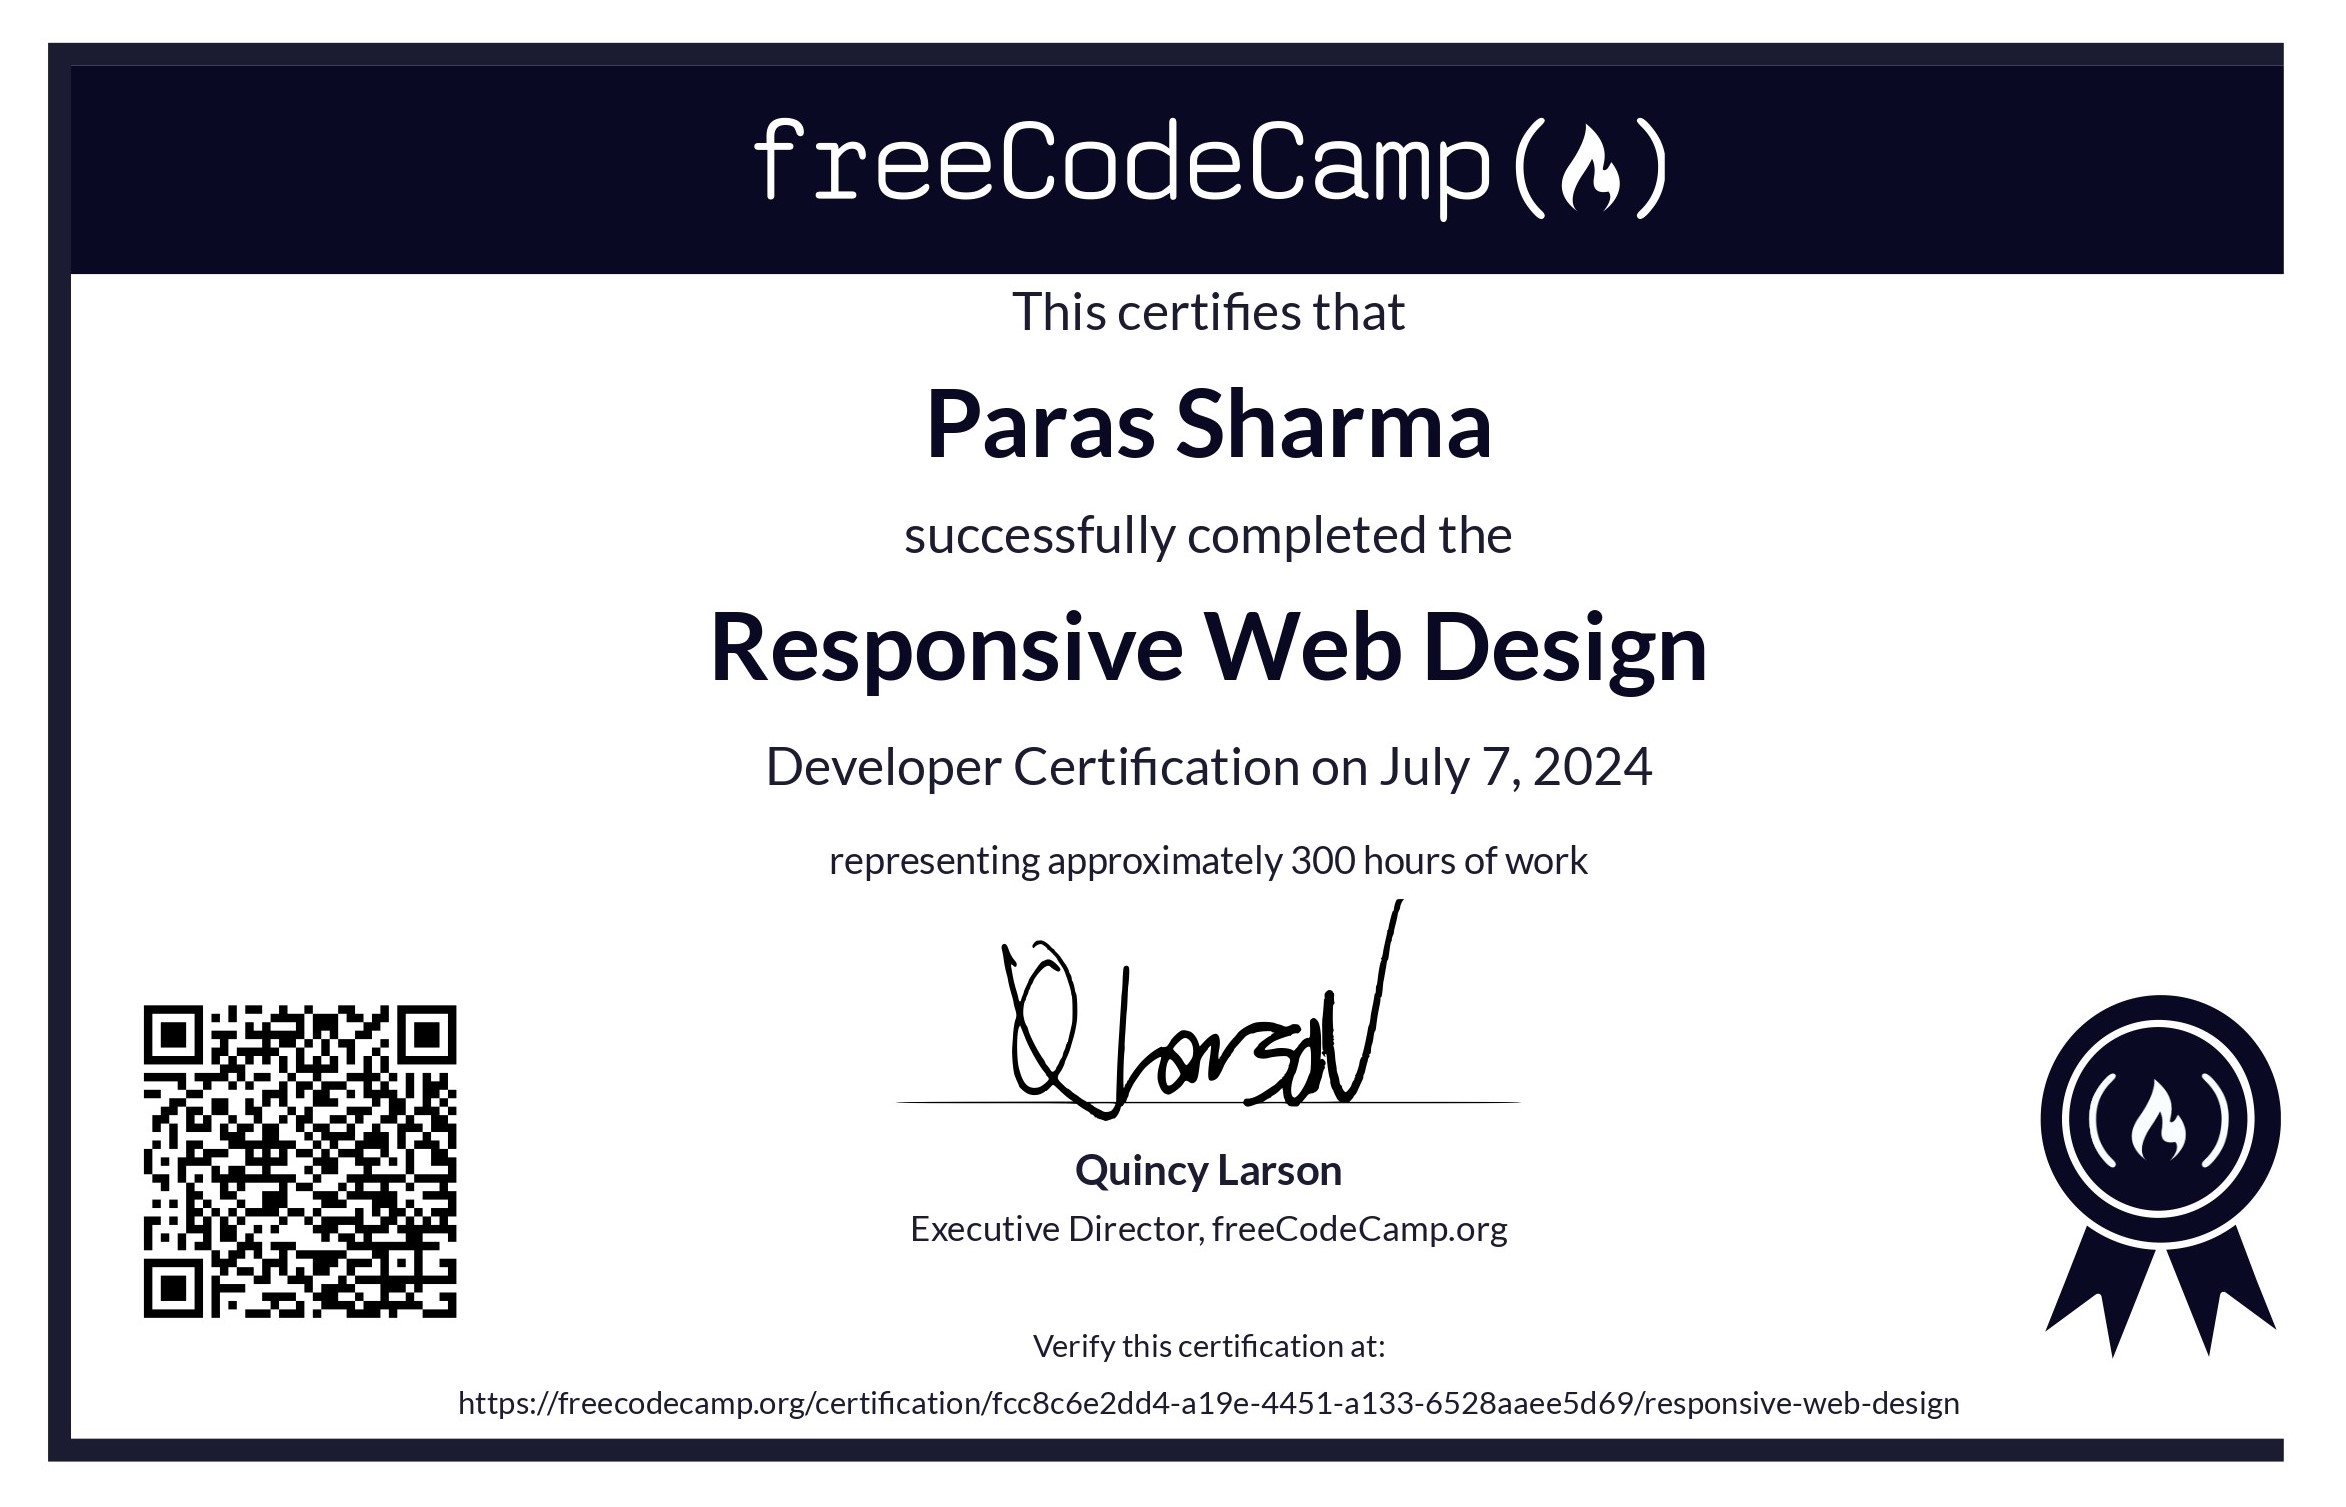 freeCodeCamp(🔥)
This certifies that
Paras Sharma
successfully completed the
Responsive Web Design
Developer Certification on July 7, 2024
representing approximately 300 hours of work
Q Larson
Quincy Larson
Executive Director, freeCodeCamp.org
Verify this certification at:
https://freecodecamp.org/certification/fcc8c6e2dd4-a19e-4451-a133-6528aaee5d69/responsive-web-design